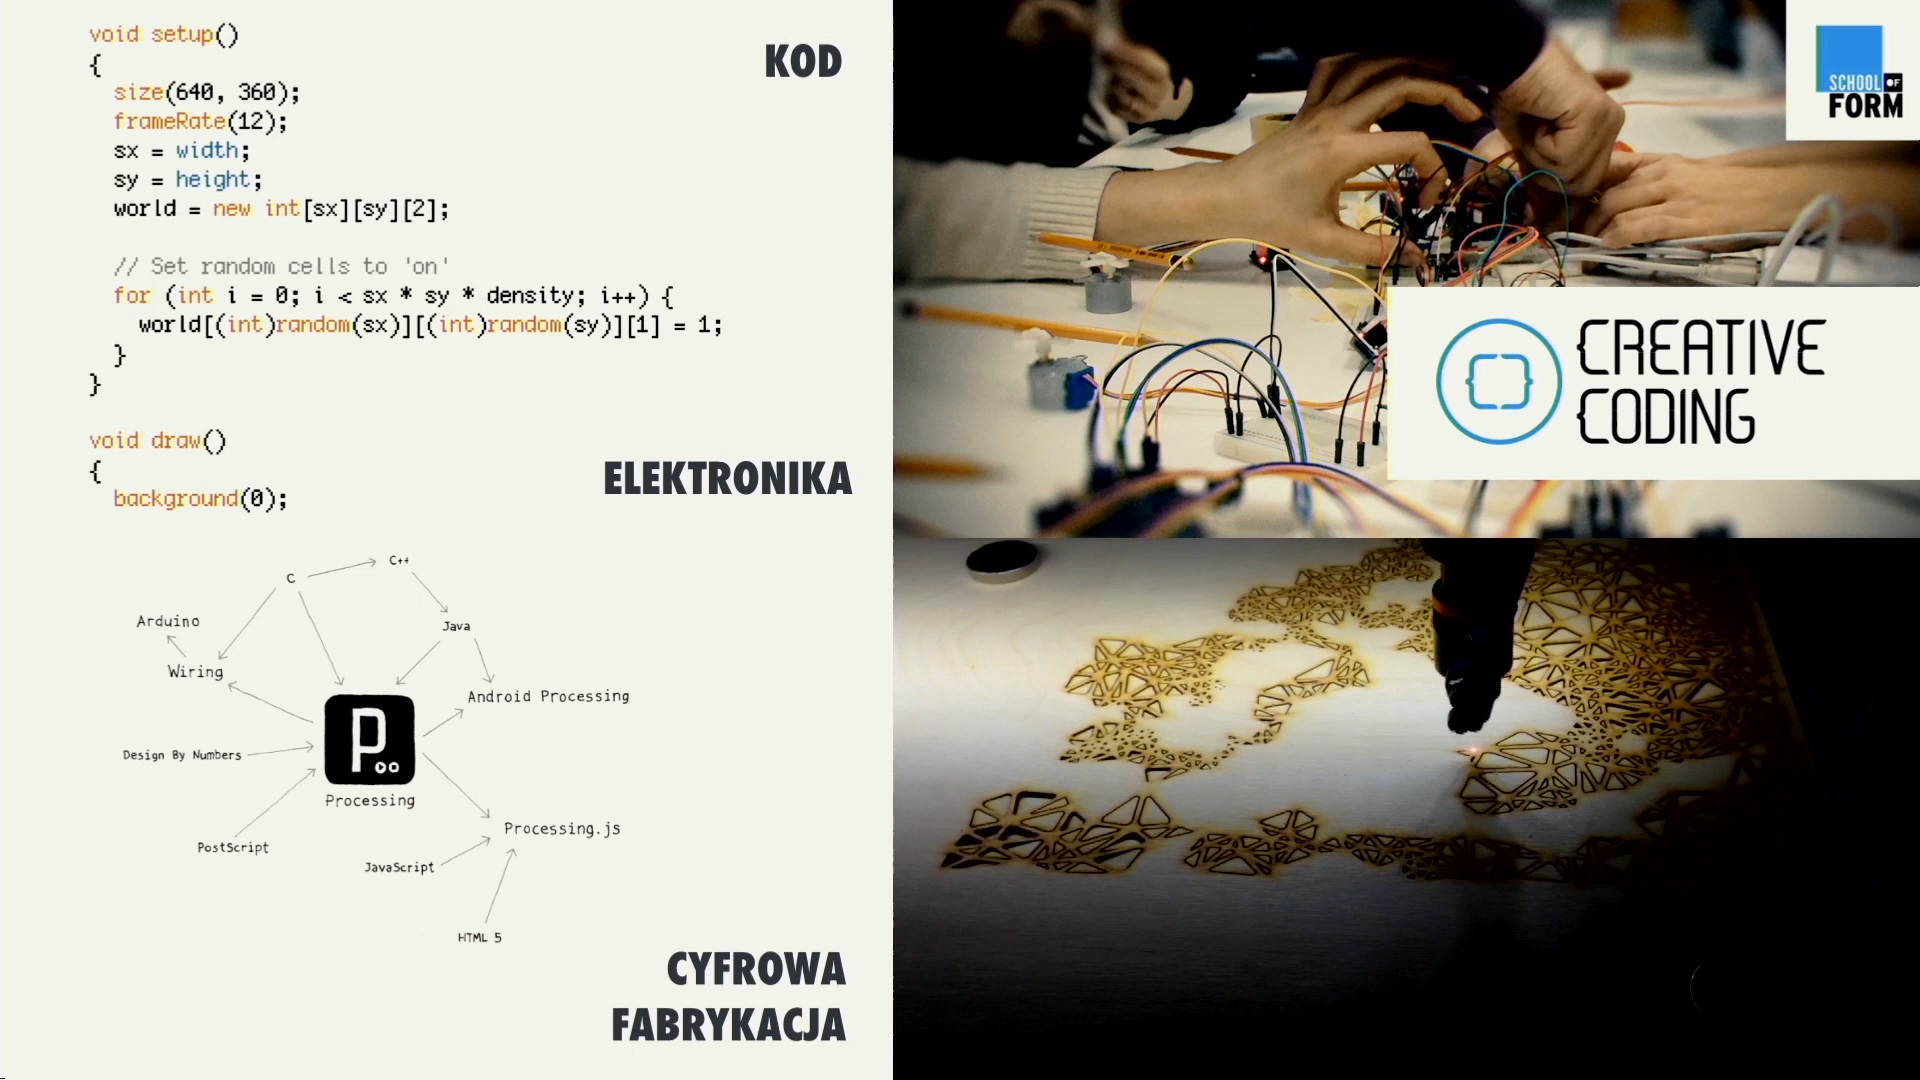 void setup()
{
  size(640, 360);
  frameRate(12);
  sx = width;
  sy = height;
  world = new int[sx][sy][2];
  // Set random cells to 'on'
  for (int i = 0; i < sx * sy * density; i++) {
    world[(int)random(sx)][(int)random(sy)][1] = 1;
  }
}
void draw()
{
  background(0);
KOD
ELEKTRONIKA
C
C++
Arduino
Java
Wiring
Android Processing
Design By Numbers
P
Processing
Processing.js
PostScript
JavaScript
HTML 5
CYFROWA
FABRYKACJA
SCHOOL OF
FORM
CREATIVE
CODING